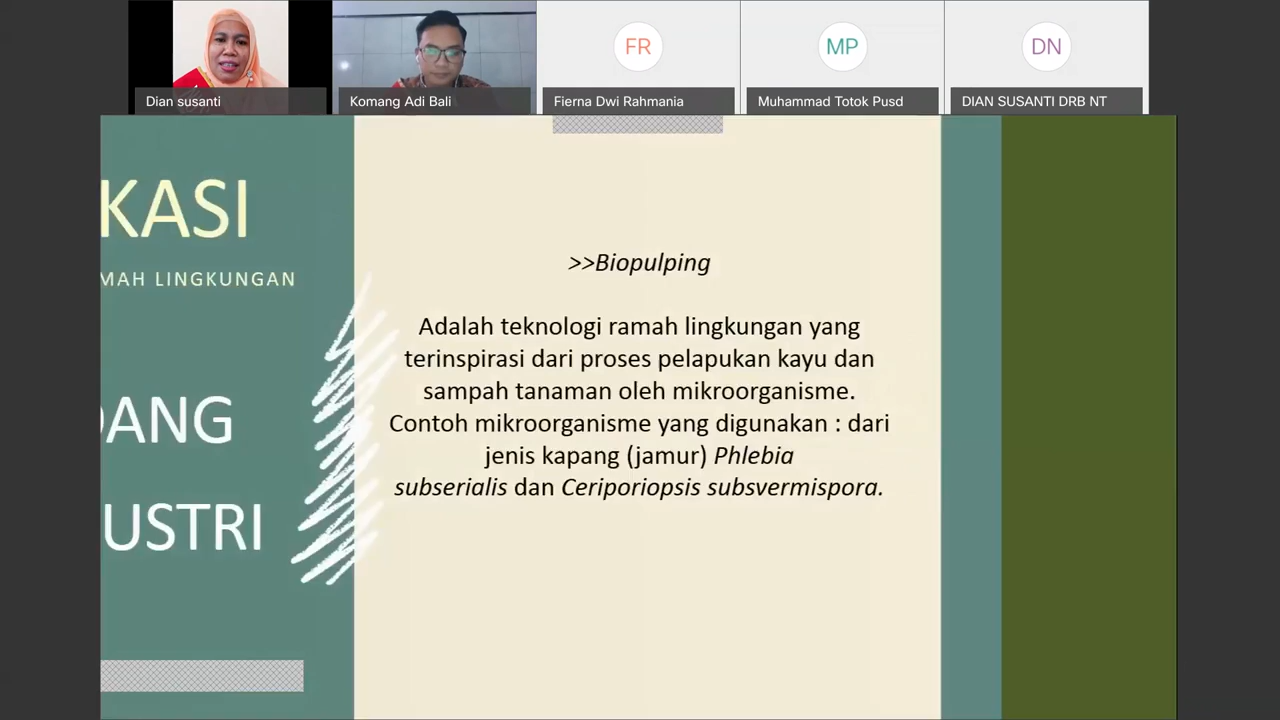 FR
MP
DN
Dian susanti
Komang Adi Bali
Fierna Dwi Rahmania
Muhammad Totok Pusd
DIAN SUSANTI DRB NT
KASI
MAH LINGKUNGAN
DANG
USTRI
>>Biopulping
Adalah teknologi ramah lingkungan yang
terinspirasi dari proses pelapukan kayu dan
sampah tanaman oleh mikroorganisme.
Contoh mikroorganisme yang digunakan : dari
jenis kapang (jamur) Phlebia
subserialis dan Ceriporiopsis subsvermispora.